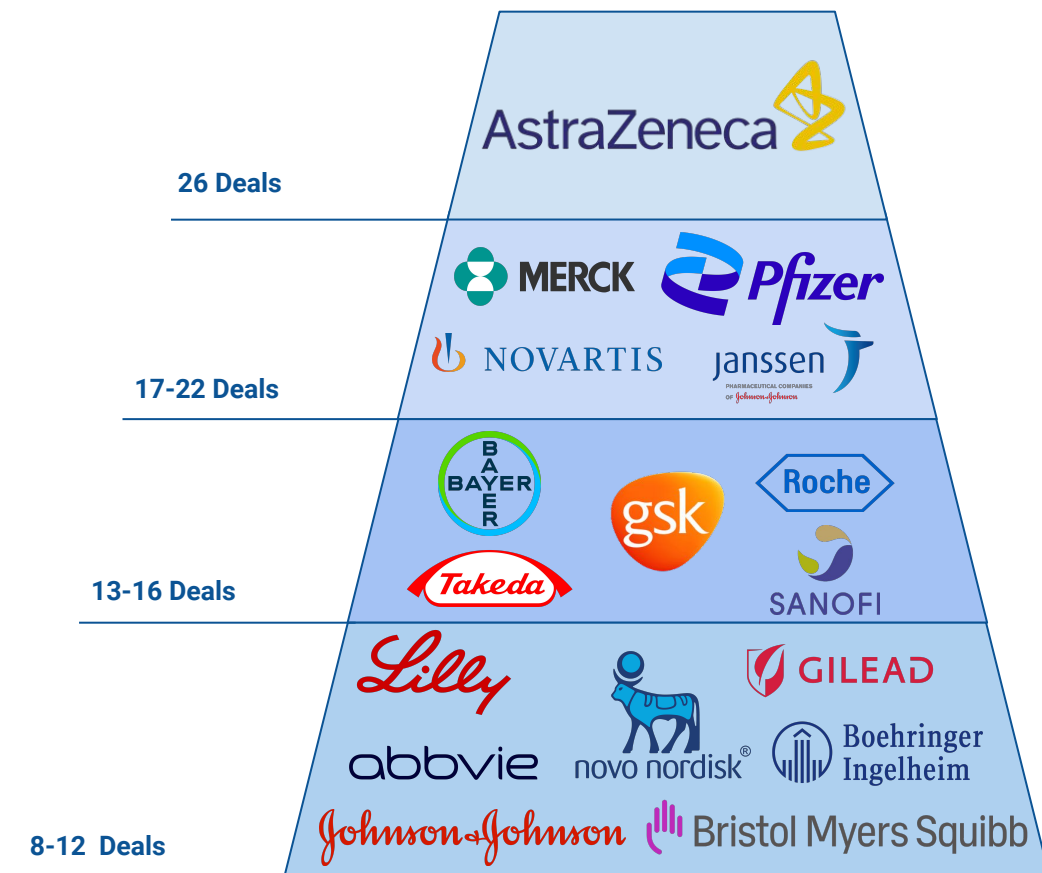 AstraZeneca
26 Deals
MERCK
Pfizer
NOVARTIS
janssen
PHARMACEUTICAL COMPANIES
OF Johnson & Johnson
17-22 Deals
BAYER
BAYER
gsk
Roche
Takeda
SANOFI
13-16 Deals
Lilly
GILEAD
abbvie
novo nordisk®
Boehringer
Ingelheim
Johnson & Johnson
Bristol Myers Squibb
8-12 Deals